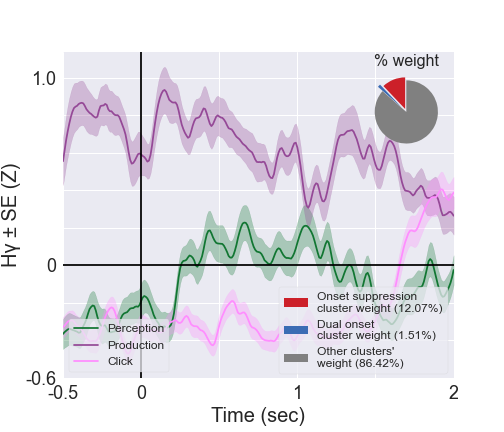 % weight
1.0
0
-0.6
Hγ ± SE (Z)
Perception
Production
Click
Onset suppression
cluster weight (12.07%)
Dual onset
cluster weight (1.51%)
Other clusters'
weight (86.42%)
-0.5
0
1
2
Time (sec)